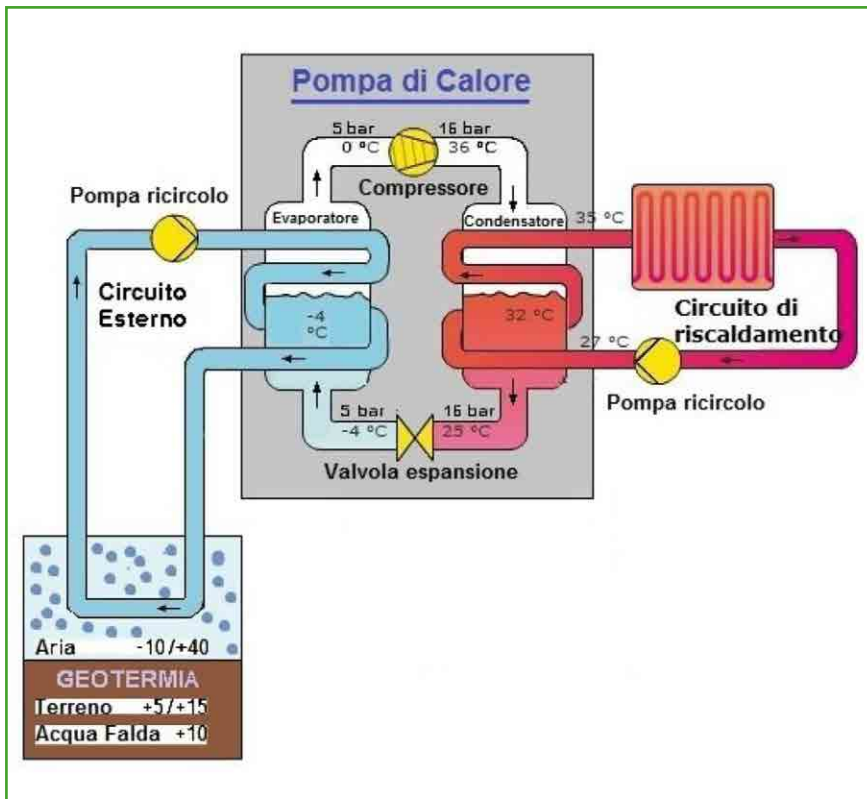 Pompa di Calore
5 bar
0 °C
16 bar
36 °C
Compressore
Pompa ricircolo
Evaporatore
Condensatore
35 °C
Circuito
Esterno
-4
°C
32 °C
Circuito di
riscaldamento
27 °C
Pompa ricircolo
5 bar
-4 °C
16 bar
25 °C
Valvola espansione
Aria -10/+40
GEOTERMIA
Terreno +5/+15
Acqua Falda +10